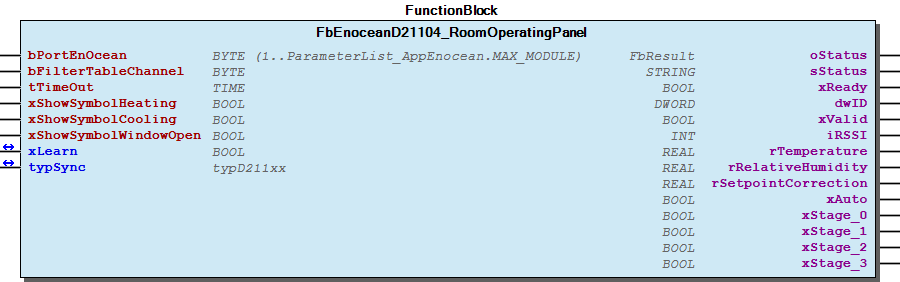 FunctionBlock
FbEnoceanD21104_RoomOperatingPanel
bPortEnOcean BYTE (1..ParameterList_AppEnocean.MAX_MODULE) FbResult oStatus
bFilterTableChannel BYTE STRING sStatus
tTimeOut TIME BOOL xReady
xShowSymbolHeating BOOL DWORD dwID
xShowSymbolCooling BOOL BOOL xValid
xShowSymbolWindowOpen BOOL INT iRSSI
xLearn BOOL REAL rTemperature
typSync typD211xx REAL rRelativeHumidity
REAL rSetpointCorrection
BOOL xAuto
BOOL xStage_0
BOOL xStage_1
BOOL xStage_2
BOOL xStage_3